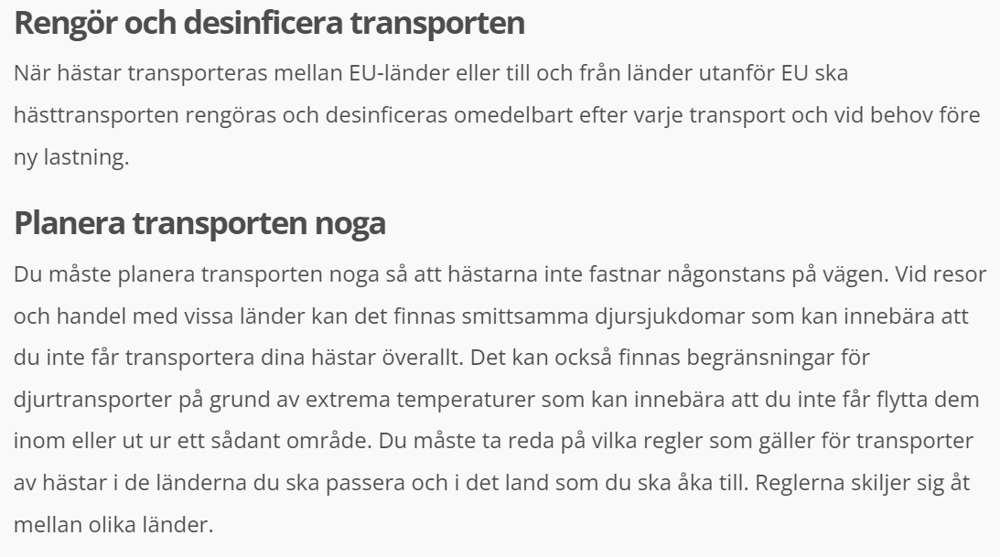 Rengör och desinficera transporten
När hästar transporteras mellan EU-länder eller till och från länder utanför EU ska
hästtransporten rengöras och desinficeras omedelbart efter varje transport och vid behov före
ny lastning.
Planera transporten noga
Du måste planera transporten noga så att hästarna inte fastnar någonstans på vägen. Vid resor
och handel med vissa länder kan det finnas smittsamma djursjukdomar som kan innebära att
du inte får transportera dina hästar överallt. Det kan också finnas begränsningar för
djurtransporter på grund av extrema temperaturer som kan innebära att du inte får flytta dem
inom eller ut ur ett sådant område. Du måste ta reda på vilka regler som gäller för transporter
av hästar i de länderna du ska passera och i det land som du ska åka till. Reglerna skiljer sig åt
mellan olika länder.